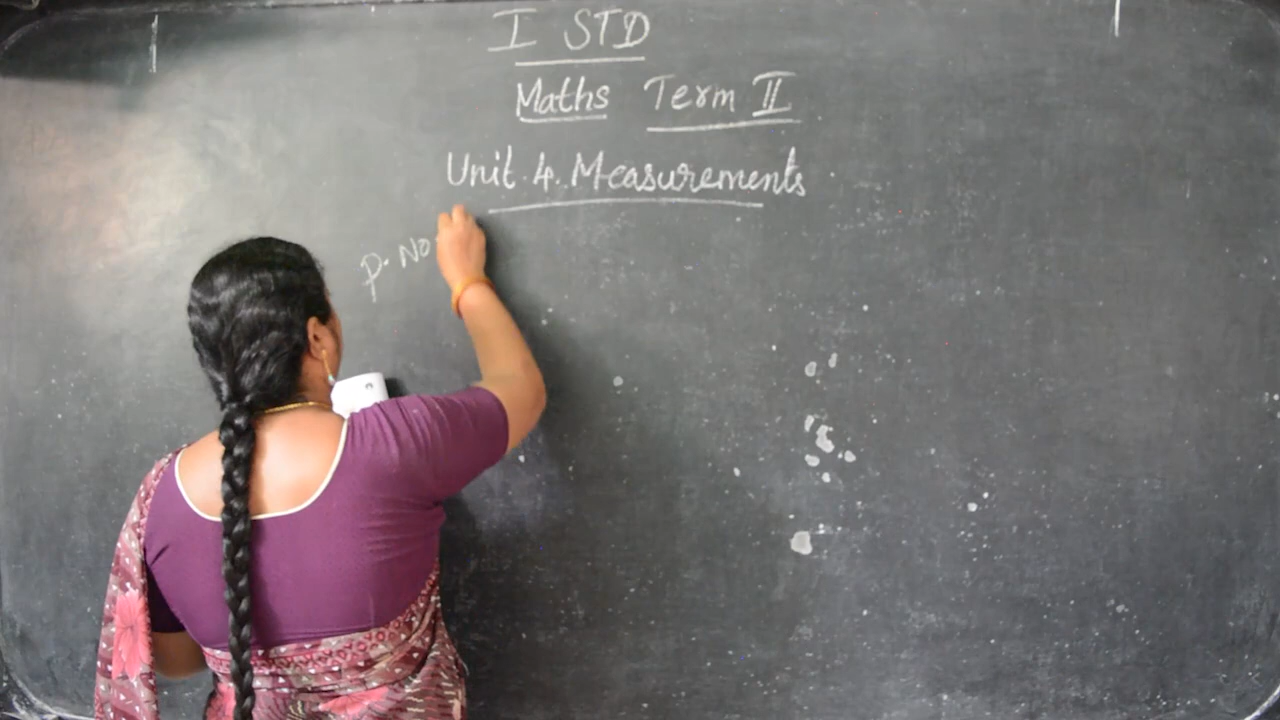 I STD
Maths Term II
Unit. 4. Measurements
P. No